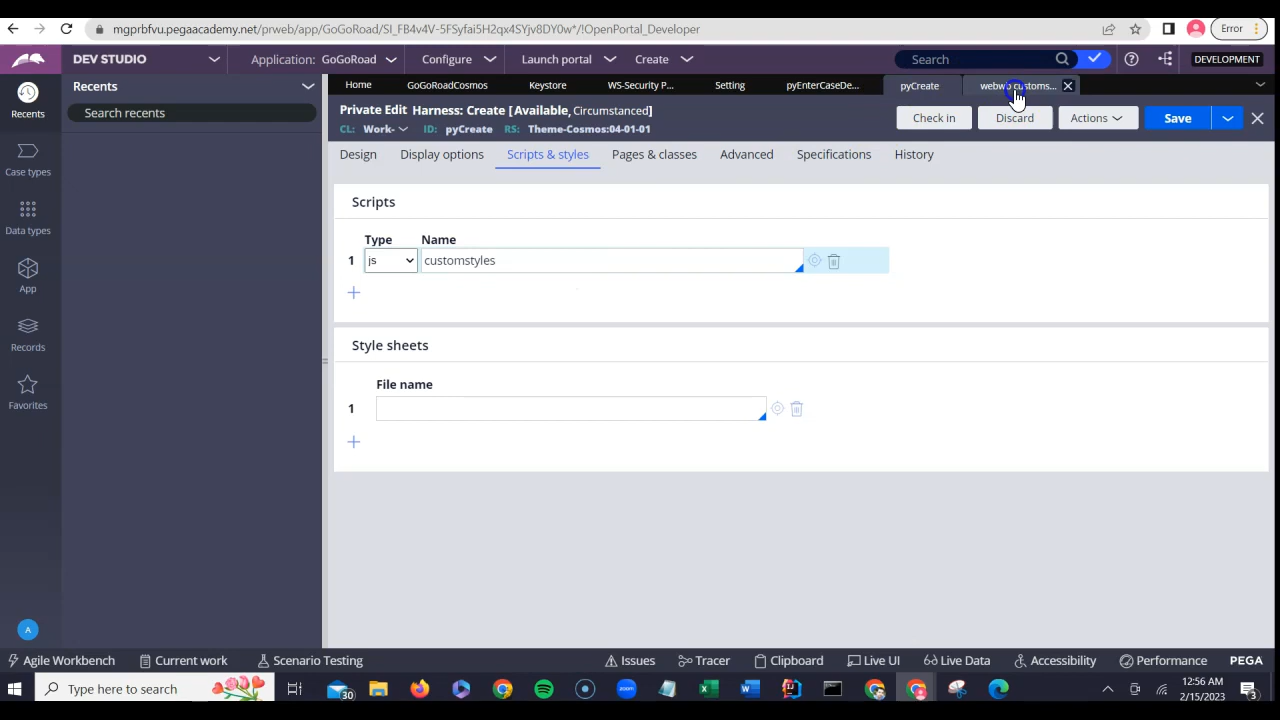 mgprbfvu.pegaacademy.net/prweb/app/GoGoRoad/SI_FB4v4V-5FSyfai5H2qx4SYjv8DY0w*/!OpenPortal_Developer
Error
DEV STUDIO
Application: GoGoRoad
Configure
Launch portal
Create
Search
DEVELOPMENT
Recents
Search recents
Home
GoGoRoadCosmos
Keystore
WS-Security P...
Setting
pyEnterCaseDe...
pyCreate
webwb customs...
Private Edit Harness: Create [Available, Circumstanced]
CL: Work- ID: pyCreate RS: Theme-Cosmos:04-01-01
Check in
Discard
Actions
Save
Design
Display options
Scripts & styles
Pages & classes
Advanced
Specifications
History
Recents
Case types
Data types
App
Records
Favorites
A
Scripts
Type Name
1 js customstyles
Style sheets
File name
1
Agile Workbench
Current work
Scenario Testing
Issues
Tracer
Clipboard
Live UI
Live Data
Accessibility
Performance
PEGA
Type here to search
30
12:56 AM
2/15/2023
3